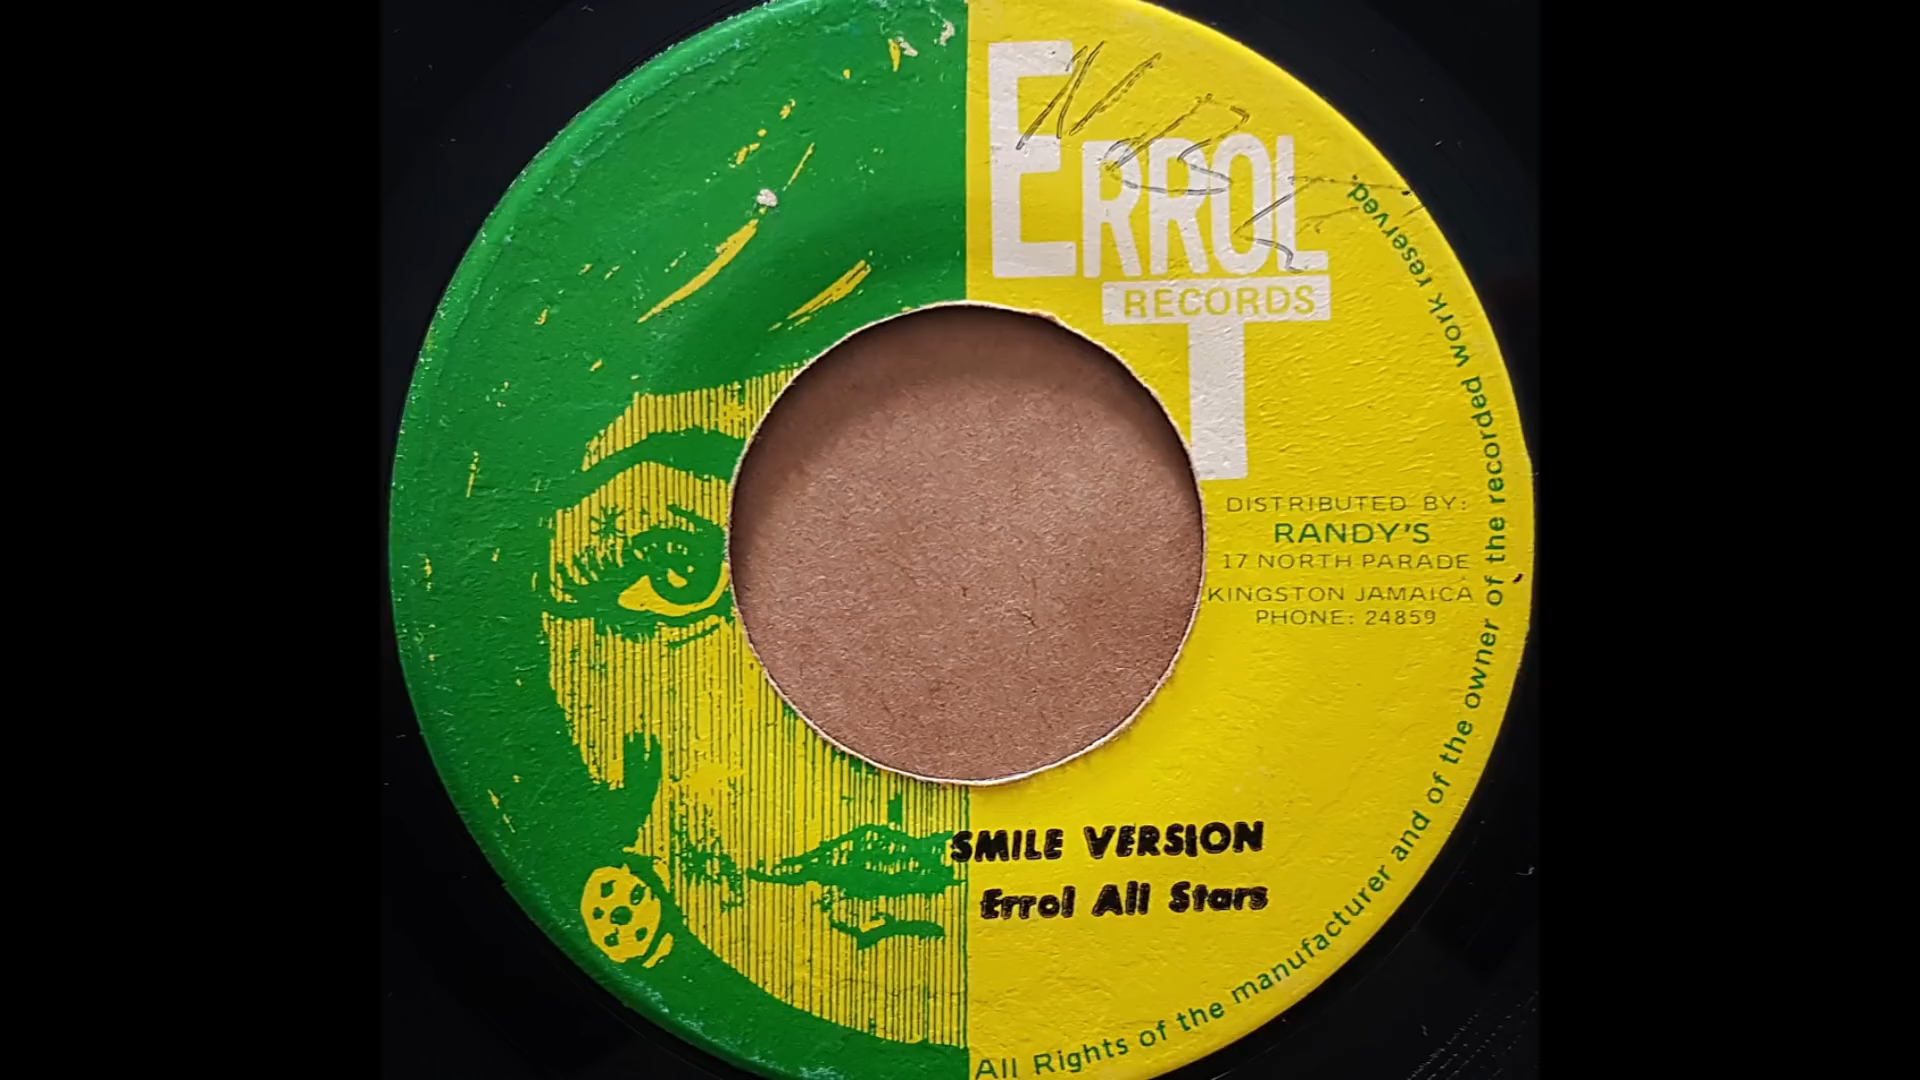 ERROL
RECORDS
T
DISTRIBUTED BY:
RANDY'S
17 NORTH PARADE
KINGSTON JAMAICA
PHONE: 24859
SMILE VERSION
Errol All Stars
All Rights of the manufacturer and of the owner of the recorded work reserved.